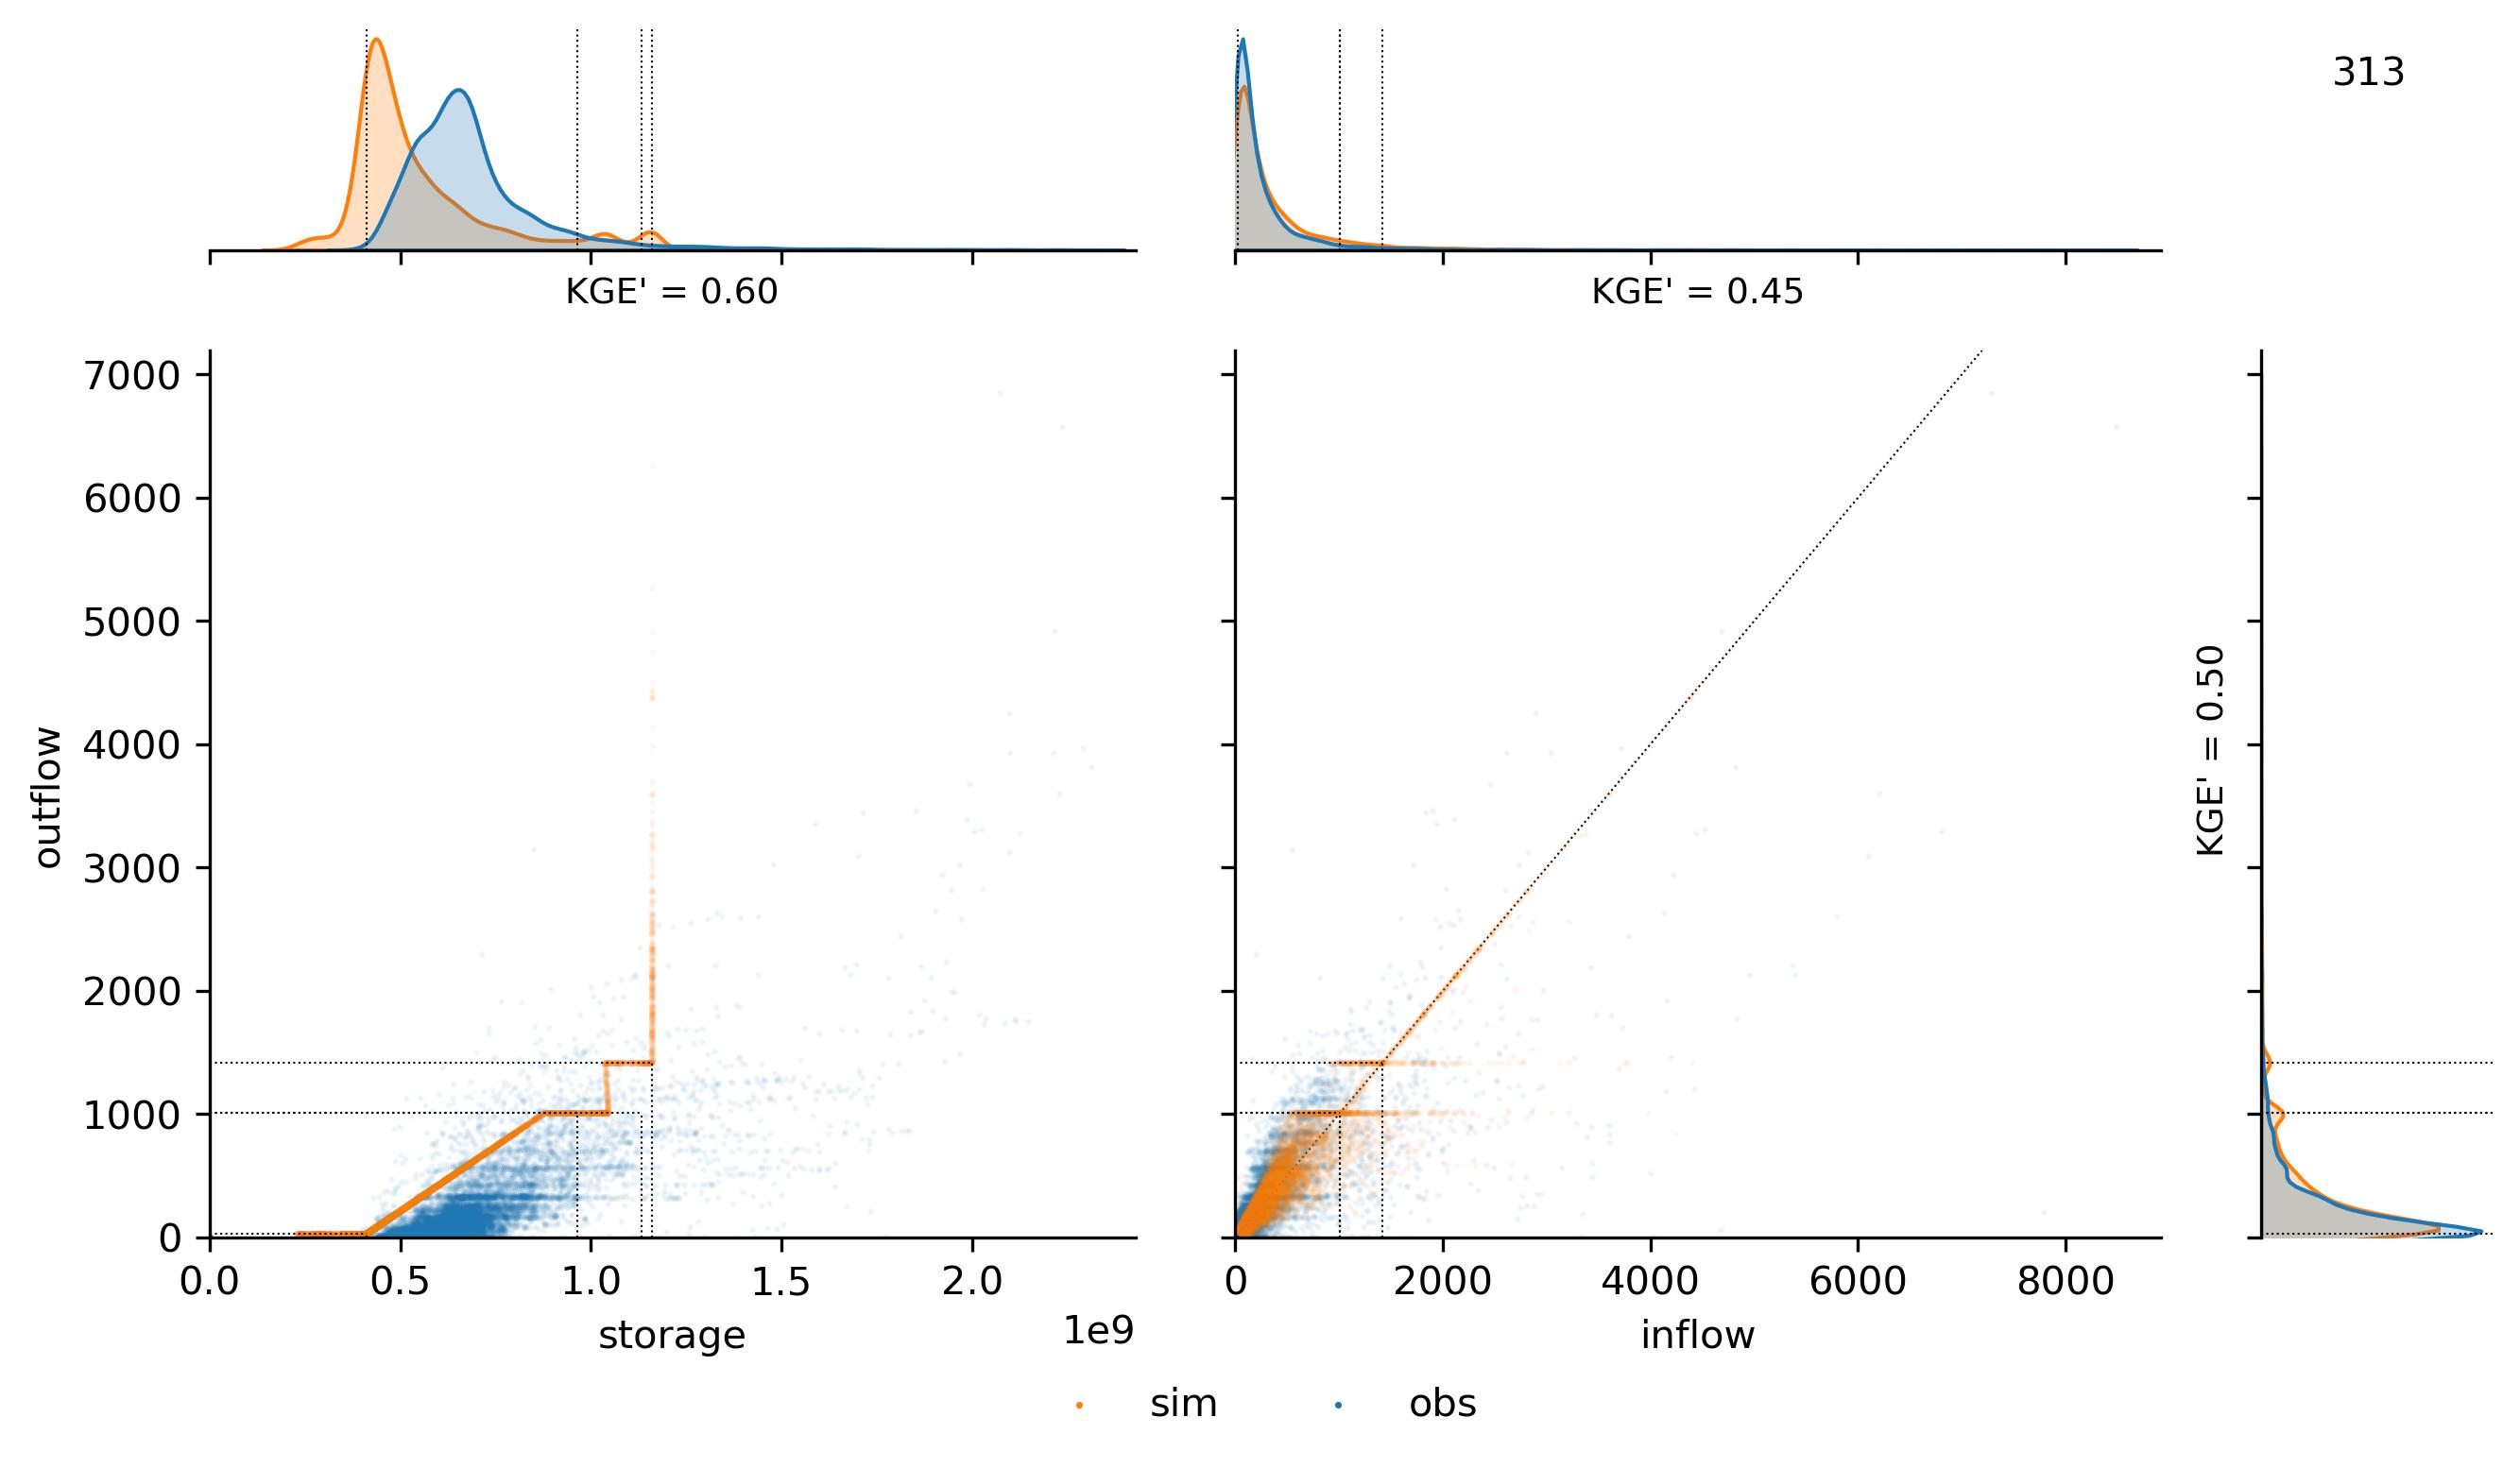 313
KGE' = 0.60
KGE' = 0.45
7000
6000
5000
4000
3000
2000
1000
0
outflow
KGE' = 0.50
0.0 0.5 1.0 1.5 2.0
0 2000 4000 6000 8000
storage
1e9
inflow
sim obs